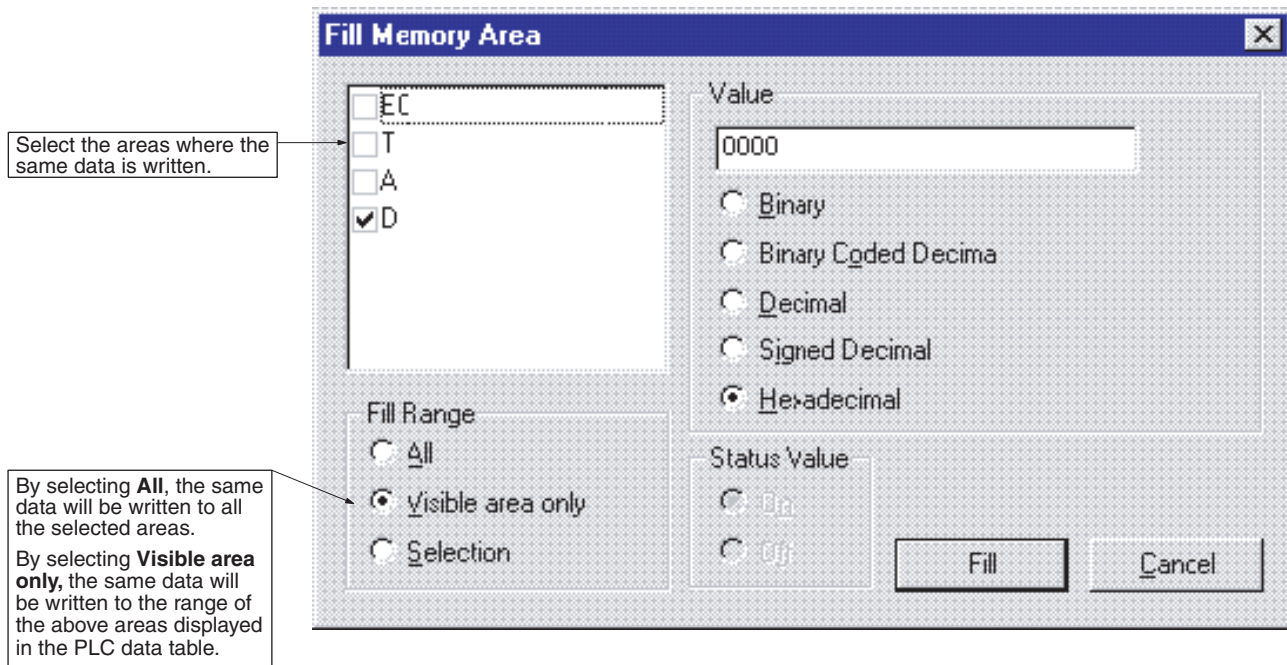 Fill Memory Area
EC
T
A
D
Select the areas where the
same data is written.
Value
0000
Binary
Binary Coded Decima
Decimal
Signed Decimal
Hexadecimal
Fill Range
All
Visible area only
Selection
Status Value
On
Off
Fill
Cancel
By selecting All, the same
data will be written to all
the selected areas.
By selecting Visible area
only, the same data will
be written to the range of
the above areas displayed
in the PLC data table.